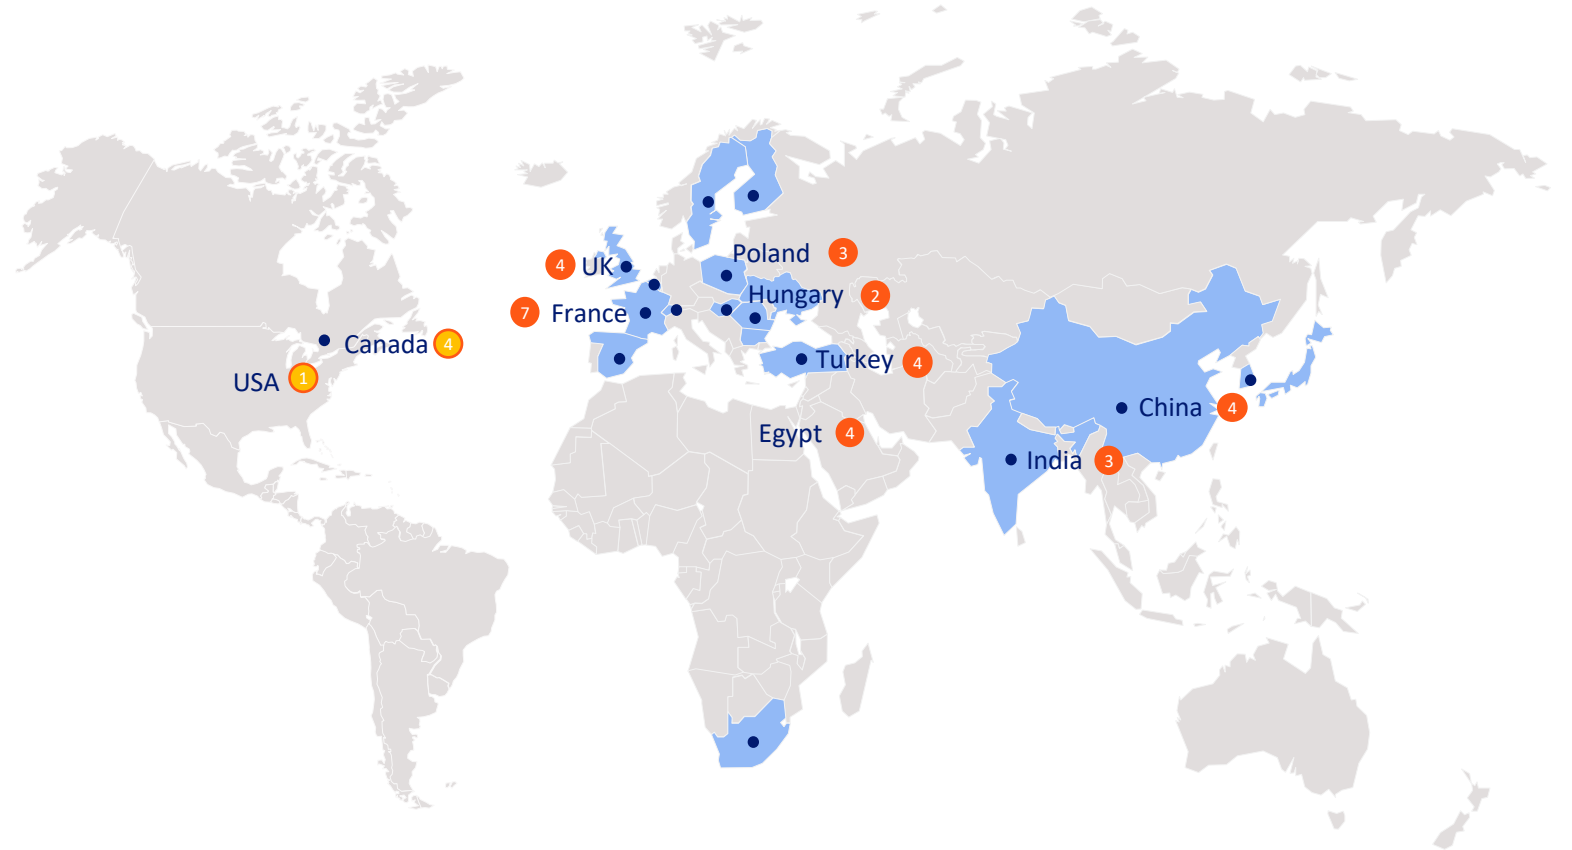 Poland 3
4 UK
Hungary 2
7 France
Canada 4
Turkey 4
USA 1
China 4
Egypt 4
India 3